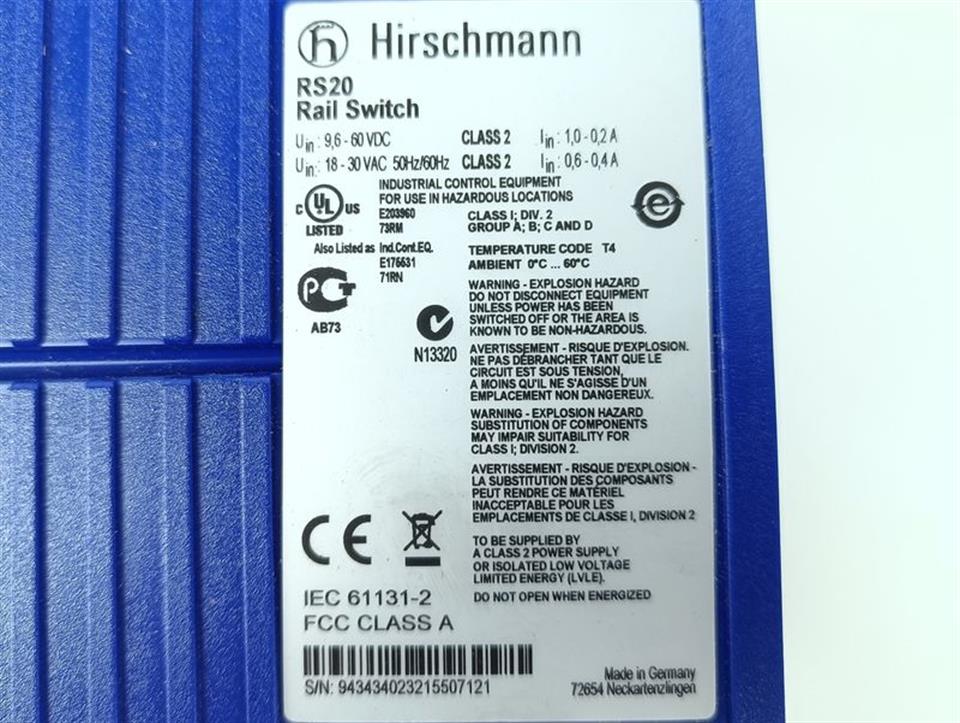 Hirschmann
RS20
Rail Switch
Uin: 9,6 - 60 VDC CLASS 2 Iin: 1,0 - 0,2 A
Uin: 18 - 30 VAC 50Hz/60Hz CLASS 2 Iin: 0,6 - 0,4 A
INDUSTRIAL CONTROL EQUIPMENT
FOR USE IN HAZARDOUS LOCATIONS
C UL US
LISTED
E203960
73RM
CLASS I; DIV. 2
GROUP A; B; C AND D
Also Listed as Ind.Cont.EQ.
E175531
71RN
TEMPERATURE CODE T4
AMBIENT 0°C ... 60°C
AB73
N13320
WARNING - EXPLOSION HAZARD
DO NOT DISCONNECT EQUIPMENT
UNLESS POWER HAS BEEN
SWITCHED OFF OR THE AREA IS
KNOWN TO BE NON-HAZARDOUS.
AVERTISSEMENT - RISQUE D'EXPLOSION.
NE PAS DÉBRANCHER TANT QUE LE
CIRCUIT EST SOUS TENSION,
A MOINS QU'IL NE S'AGISSE D'UN
EMPLACEMENT NON DANGEREUX.
WARNING - EXPLOSION HAZARD
SUBSTITUTION OF COMPONENTS
MAY IMPAIR SUITABILITY FOR
CLASS I; DIVISION 2.
AVERTISSEMENT - RISQUE D'EXPLOSION -
LA SUBSTITUTION DES COMPOSANTS
PEUT RENDRE CE MATÉRIEL
INACCEPTABLE POUR LES
EMPLACEMENTS DE CLASSE I, DIVISION 2
TO BE SUPPLIED BY
A CLASS 2 POWER SUPPLY
OR ISOLATED LOW VOLTAGE
LIMITED ENERGY (LVLE).
DO NOT OPEN WHEN ENERGIZED
CE
IEC 61131-2
FCC CLASS A
S/N: 943434023215507121
Made in Germany
72654 Neckartenzlingen